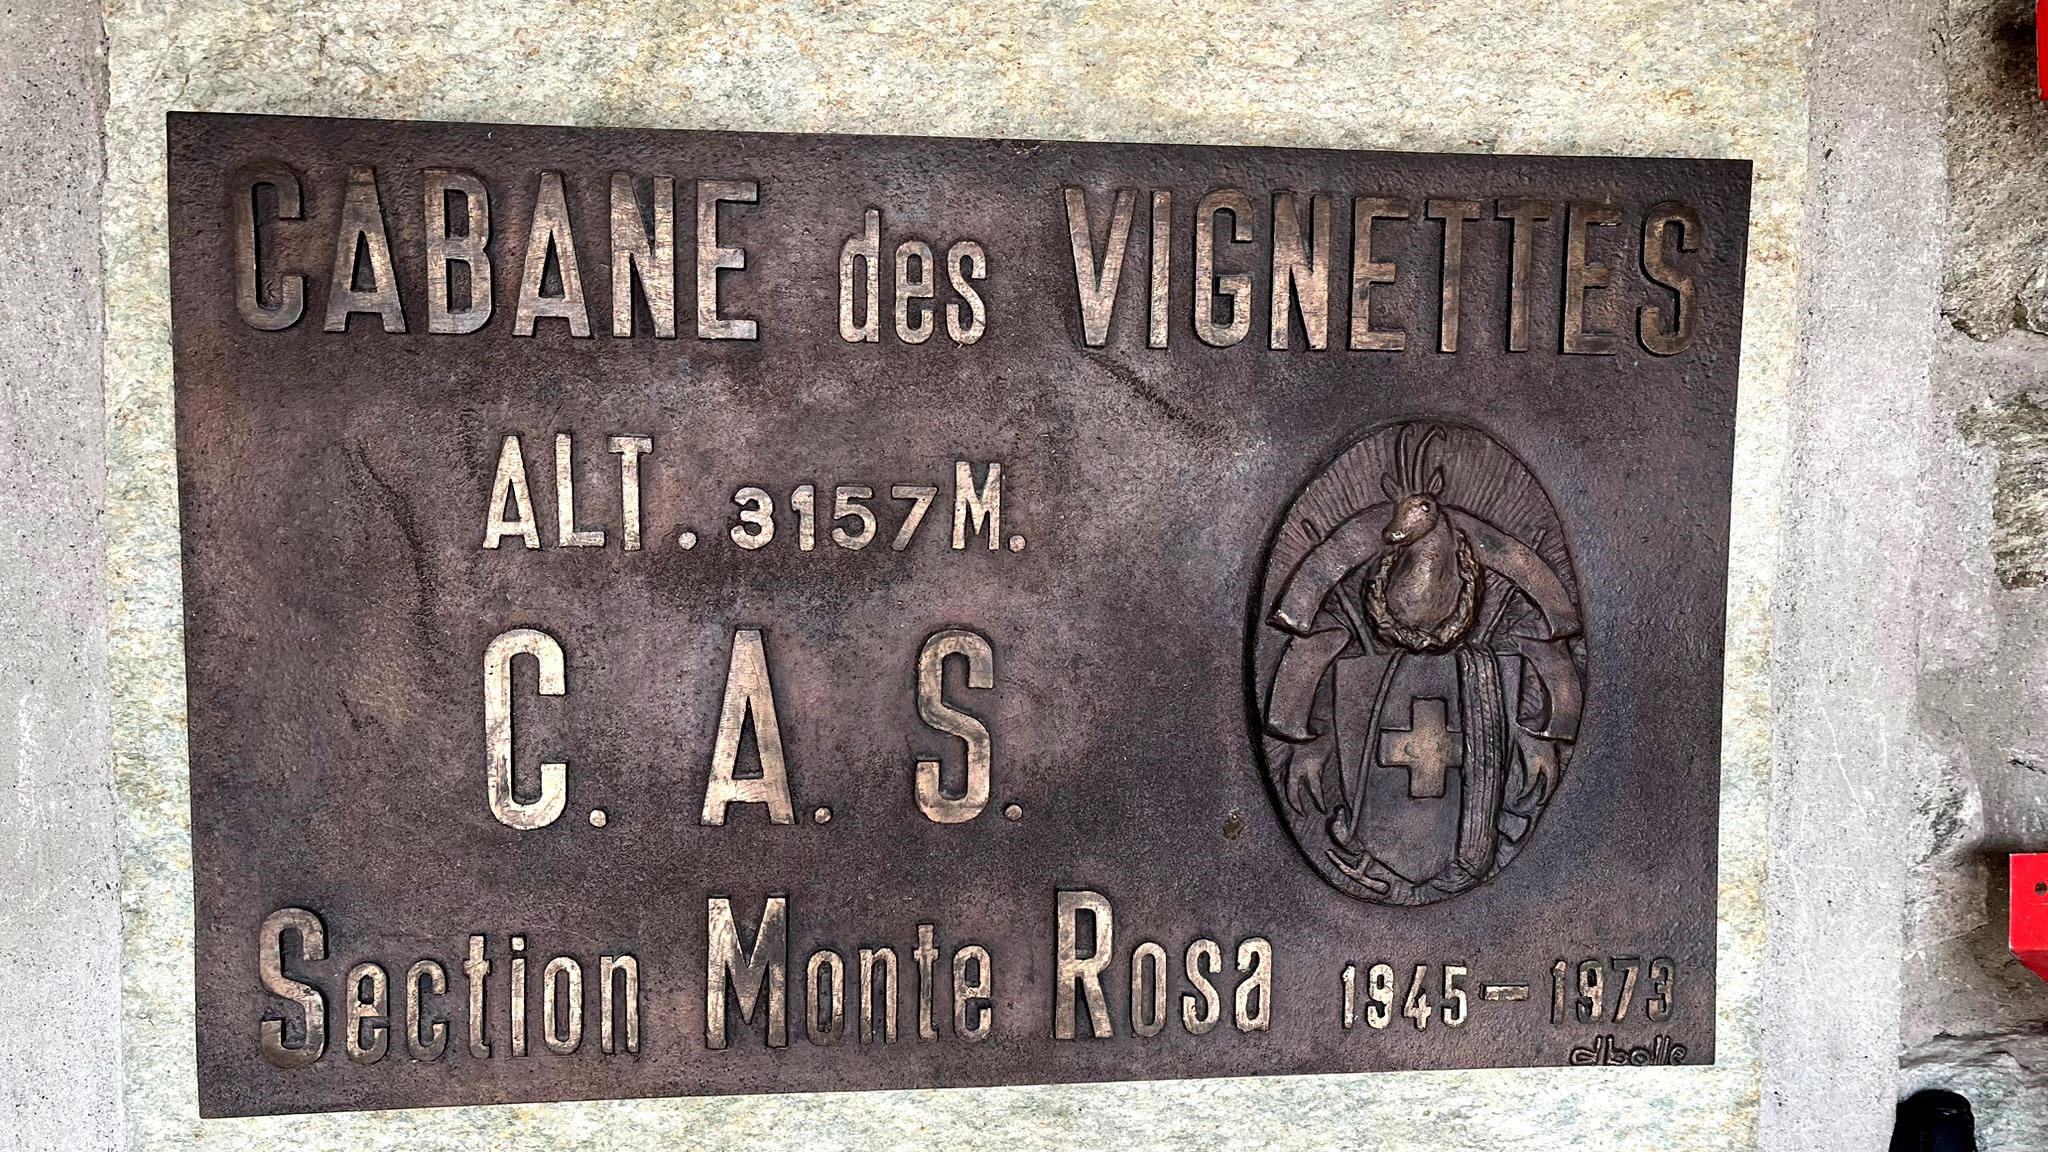 CABANE des VIGNETTES
ALT. 3157 M.
C. A. S.
Section Monte Rosa 1945-1973